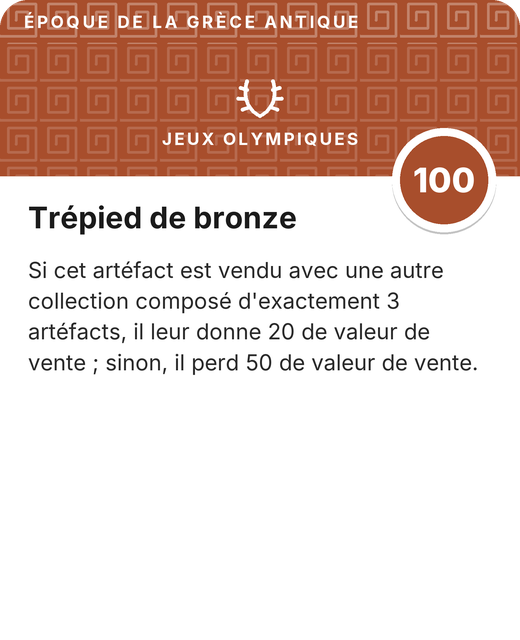 ÉPOQUE DE LA GRÈCE ANTIQUE
JEUX OLYMPIQUES
100
Trépied de bronze
Si cet artéfact est vendu avec une autre
collection composé d'exactement 3
artéfacts, il leur donne 20 de valeur de
vente ; sinon, il perd 50 de valeur de vente.